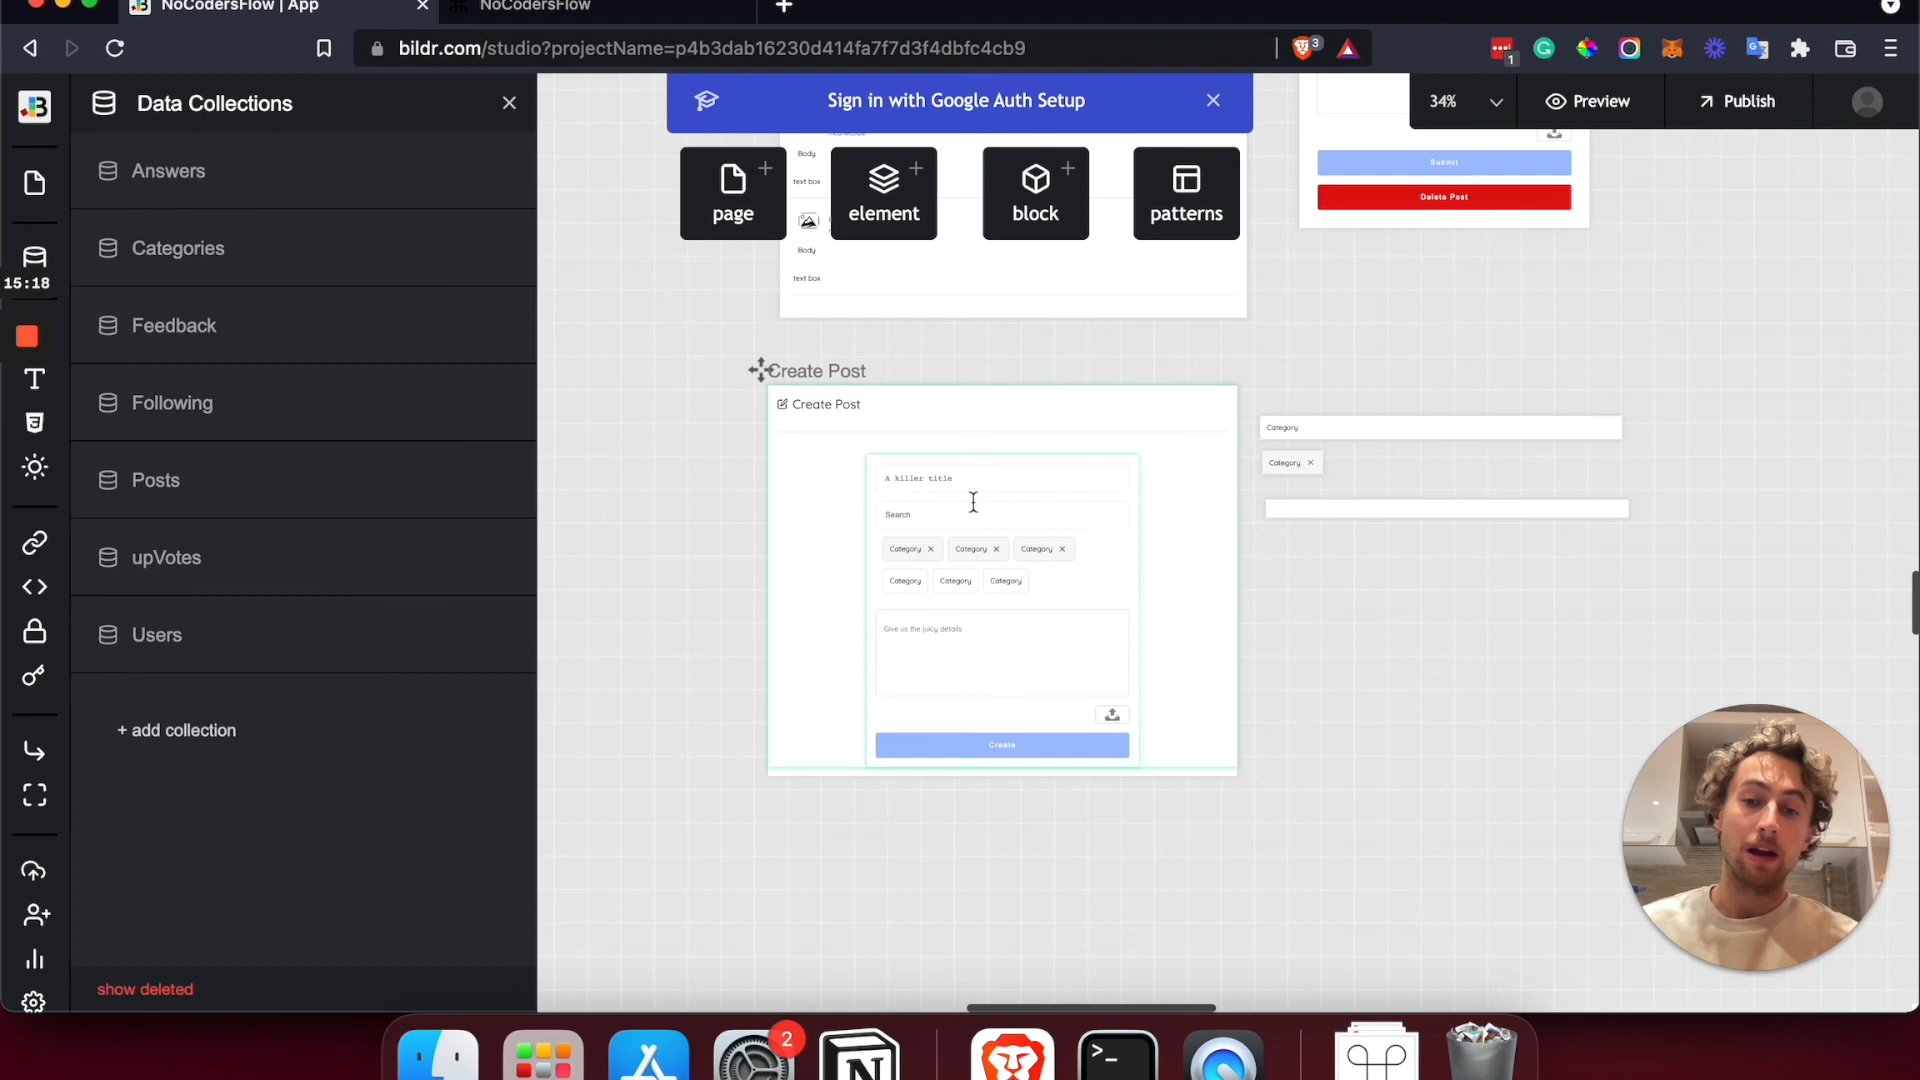 NoCodersFlow | App
NoCodersFlow
bildr.com/studio?projectName=p4b3dab16230d414fa7f7d3f4dbfc4cb9
3
1
Data Collections
Sign in with Google Auth Setup
34%
Preview
Publish
Answers
Categories
Feedback
Following
Posts
upVotes
Users
+ add collection
show deleted
15:18
page
element
block
patterns
Body
text box
Body
text box
Submit
Delete Post
Create Post
Create Post
A killer title
Search
Category
Category
Category
Category
Category
Category
Give us the juicy details
Create
Category
Category
2